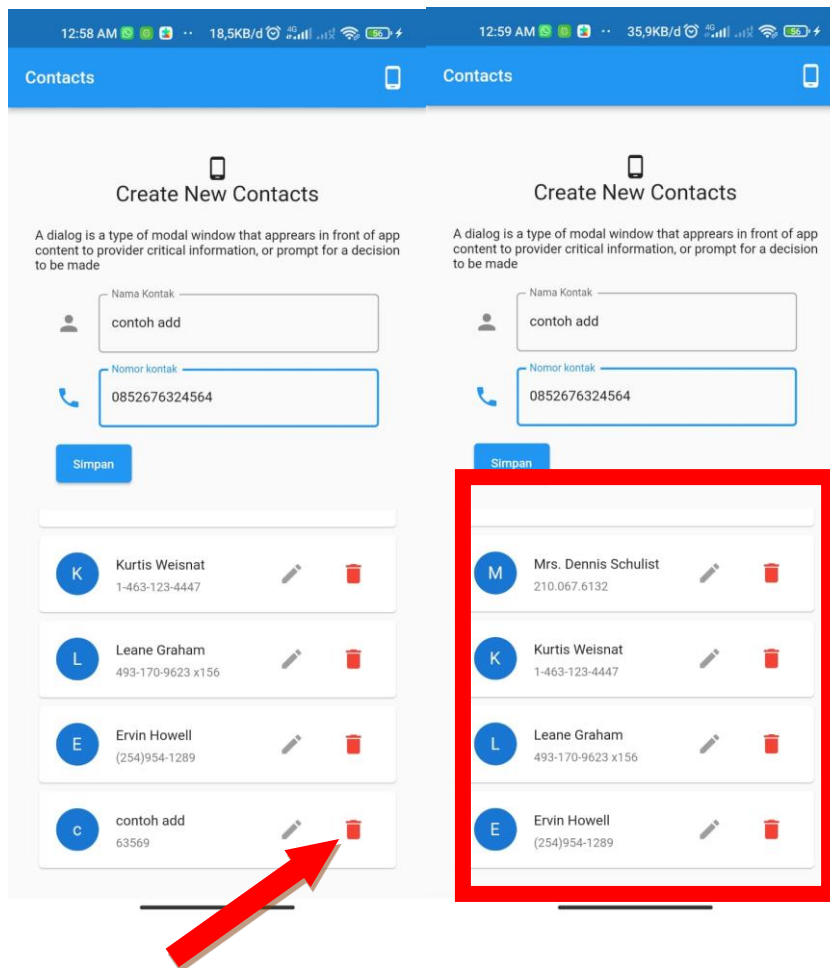 12:58 AM
18,5KB/d
4G
56
Contacts
Create New Contacts
A dialog is a type of modal window that apprears in front of app
content to provider critical information, or prompt for a decision
to be made
Nama Kontak
contoh add
Nomor kontak
0852676324564
Simpan
K
Kurtis Weisnat
1-463-123-4447
L
Leane Graham
493-170-9623 x156
E
Ervin Howell
(254)954-1289
c
contoh add
63569
12:59 AM
35,9KB/d
4G
56
Contacts
Create New Contacts
A dialog is a type of modal window that apprears in front of app
content to provider critical information, or prompt for a decision
to be made
Nama Kontak
contoh add
Nomor kontak
0852676324564
Simpan
M
Mrs. Dennis Schulist
210.067.6132
K
Kurtis Weisnat
1-463-123-4447
L
Leane Graham
493-170-9623 x156
E
Ervin Howell
(254)954-1289